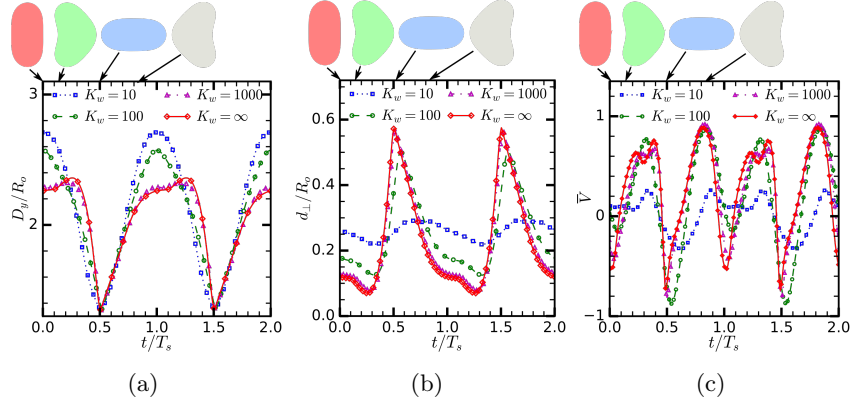 3
2
D_y/R_o
K_w = 10
K_w = 1000
K_w = 100
K_w = ∞
0.0 0.5 1.0 1.5 2.0
t/T_s
(a)
0.6
0.4
0.2
0.0
d_⊥/R_o
K_w = 10
K_w = 1000
K_w = 100
K_w = ∞
0.0 0.5 1.0 1.5 2.0
t/T_s
(b)
1
0
−1
V̄
K_w = 10
K_w = 1000
K_w = 100
K_w = ∞
0.0 0.5 1.0 1.5 2.0
t/T_s
(c)